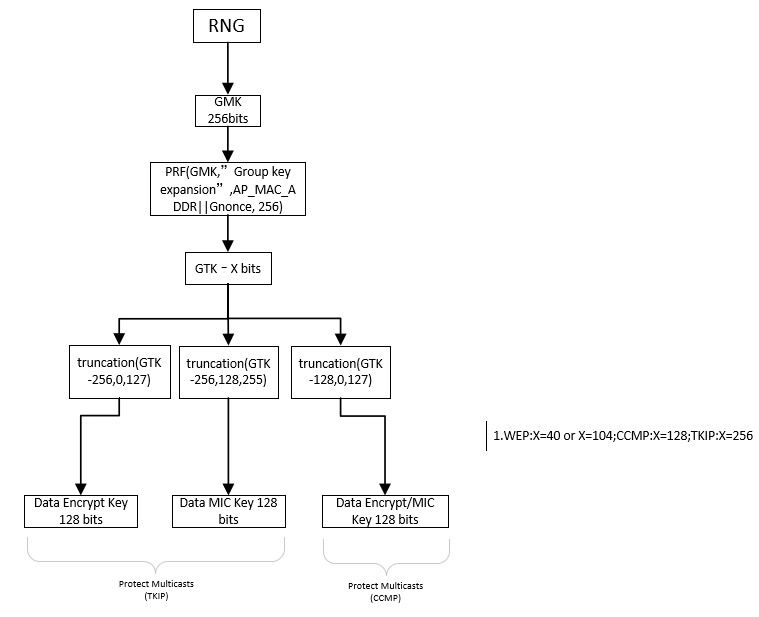 RNG
GMK
256bits
PRF(GMK,”Group key
expansion”,AP_MAC_A
DDR||Gnonce, 256)
GTK – X bits
truncation(GTK
-256,0,127)
truncation(GTK
-256,128,255)
truncation(GTK
-128,0,127)
1.WEP:X=40 or X=104;CCMP:X=128;TKIP:X=256
Data Encrypt Key
128 bits
Data MIC Key 128
bits
Data Encrypt/MIC
Key 128 bits
Protect Multicasts
(TKIP)
Protect Multicasts
(CCMP)